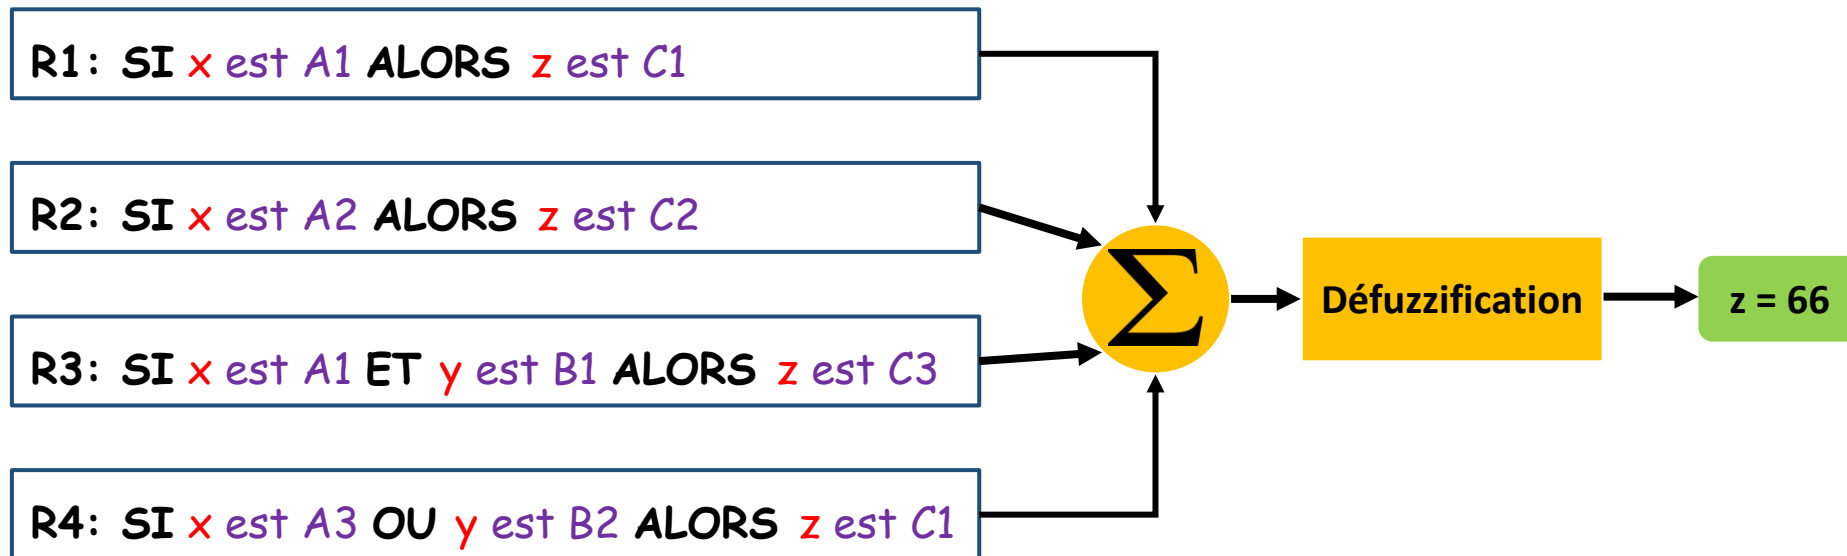 R1: SI x est A1 ALORS z est C1
R2: SI x est A2 ALORS z est C2
R3: SI x est A1 ET y est B1 ALORS z est C3
R4: SI x est A3 OU y est B2 ALORS z est C1
Σ
Défuzzification
z = 66